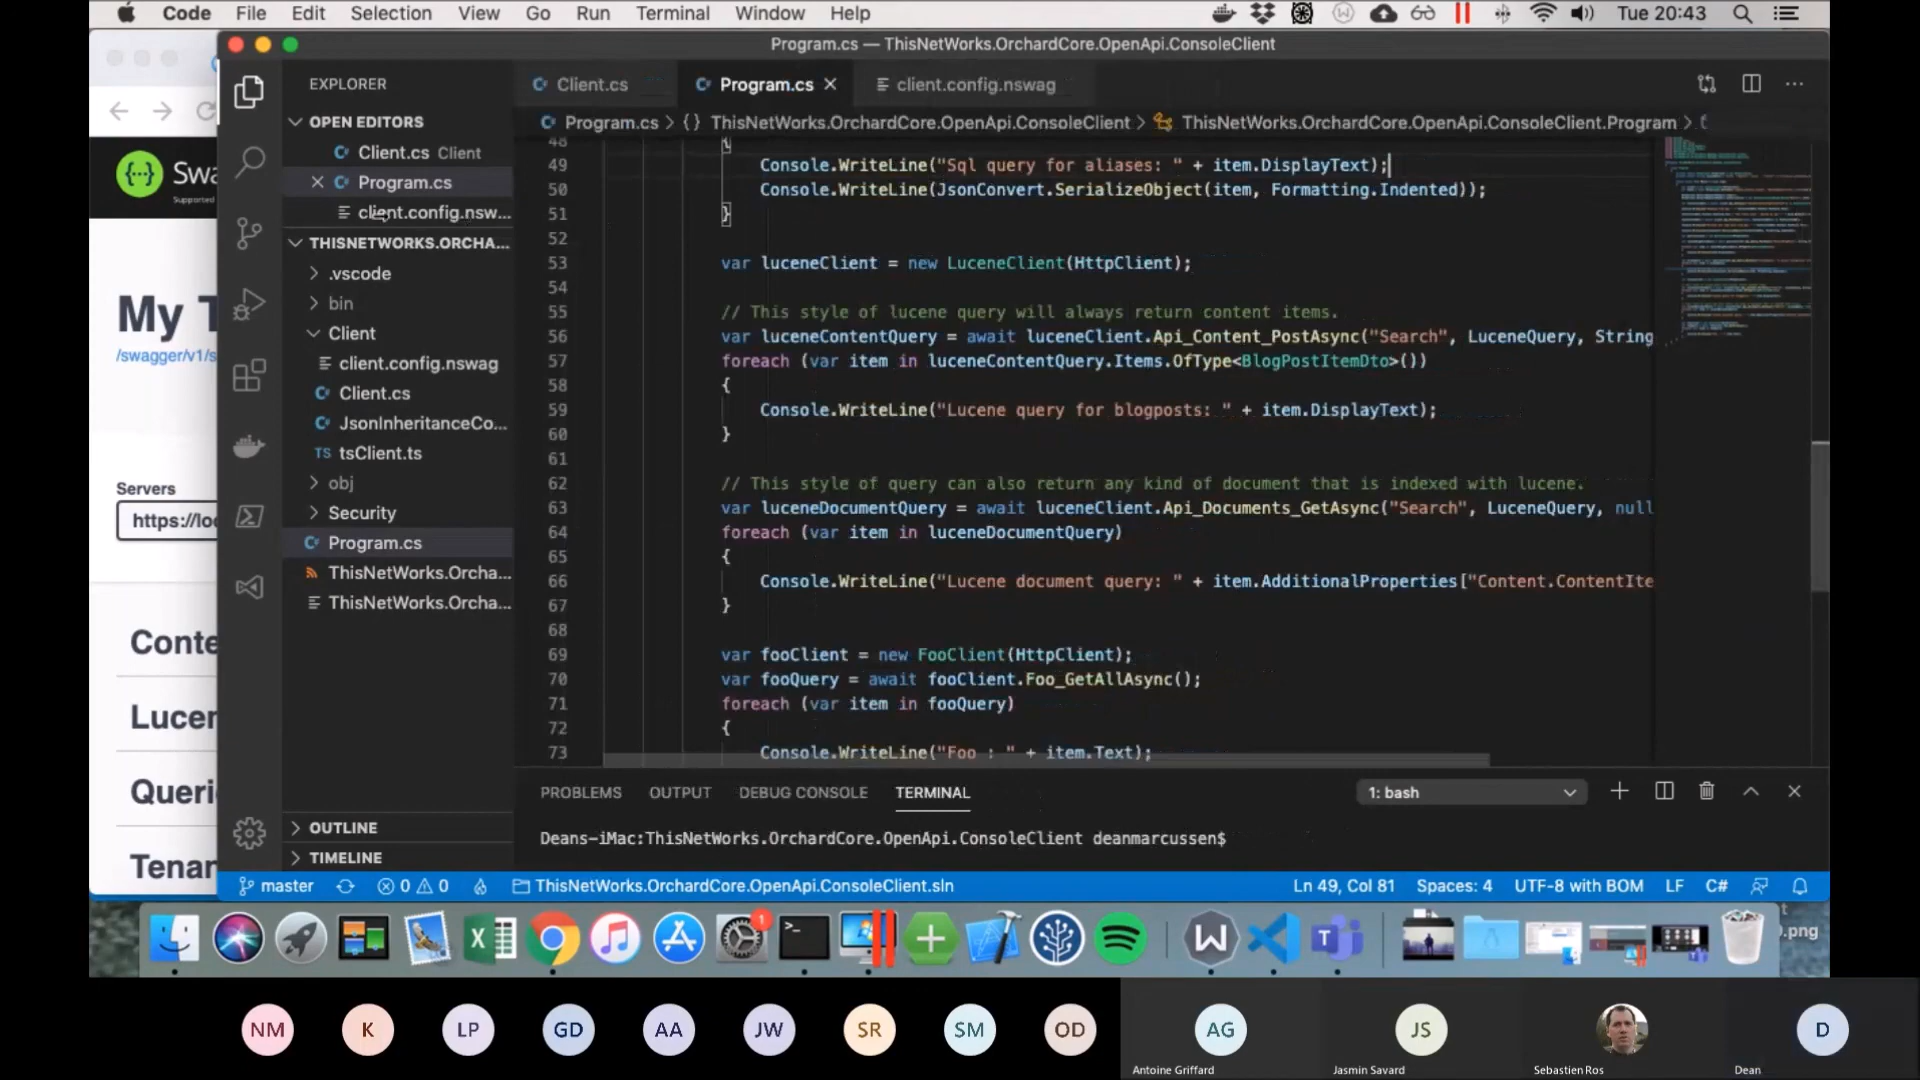 Code File Edit Selection View Go Run Terminal Window Help
Tue 20:43
Program.cs — ThisNetWorks.OrchardCore.OpenApi.ConsoleClient
EXPLORER
Client.cs
Program.cs
client.config.nswag
OPEN EDITORS
Client.cs Client
Program.cs
client.config.nsw...
THISNETWORKS.ORCHA...
.vscode
bin
Client
client.config.nswag
Client.cs
JsonInheritanceCo...
tsClient.ts
obj
Security
Program.cs
ThisNetWorks.Orcha...
ThisNetWorks.Orcha...
OUTLINE
TIMELINE
Swa
Supported
My T
/swagger/v1/s
Servers
https://loc
Conte
Lucer
Queri
Tenar
Program.cs > {} ThisNetWorks.OrchardCore.OpenApi.ConsoleClient > ThisNetWorks.OrchardCore.OpenApi.ConsoleClient.Program >
48 {
49 Console.WriteLine("Sql query for aliases: " + item.DisplayText);
50 Console.WriteLine(JsonConvert.SerializeObject(item, Formatting.Indented));
51 }
52
53 var luceneClient = new LuceneClient(HttpClient);
54
55 // This style of lucene query will always return content items.
56 var luceneContentQuery = await luceneClient.Api_Content_PostAsync("Search", LuceneQuery, String
57 foreach (var item in luceneContentQuery.Items.OfType<BlogPostItemDto>())
58 {
59 Console.WriteLine("Lucene query for blogposts: " + item.DisplayText);
60 }
61
62 // This style of query can also return any kind of document that is indexed with lucene.
63 var luceneDocumentQuery = await luceneClient.Api_Documents_GetAsync("Search", LuceneQuery, null
64 foreach (var item in luceneDocumentQuery)
65 {
66 Console.WriteLine("Lucene document query: " + item.AdditionalProperties["Content.ContentIte
67 }
68
69 var fooClient = new FooClient(HttpClient);
70 var fooQuery = await fooClient.Foo_GetAllAsync();
71 foreach (var item in fooQuery)
72 {
73 Console.WriteLine("Foo : " + item.Text);
PROBLEMS OUTPUT DEBUG CONSOLE TERMINAL
1: bash
Deans-iMac:ThisNetWorks.OrchardCore.OpenApi.ConsoleClient deanmarcussen$
master
0 0
ThisNetWorks.OrchardCore.OpenApi.ConsoleClient.sln
Ln 49, Col 81 Spaces: 4 UTF-8 with BOM LF C#
1
).png
NM K LP GD AA JW SR SM OD AG JS D
Antoine Griffard
Jasmin Savard
Sebastien Ros
Dean